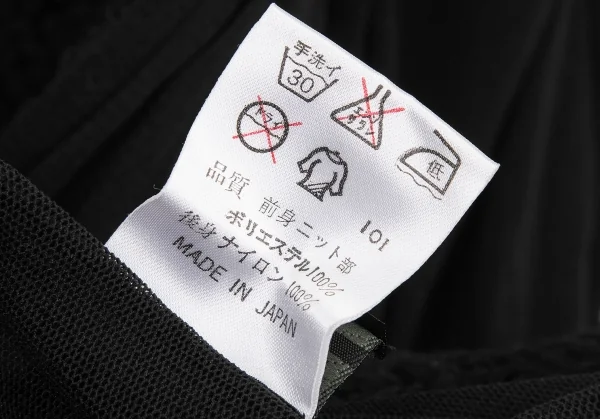 手洗イ
30
エンソ
サラシ
ドライ
低
品質 前身ニット部 101
ポリエステル100%
後身ナイロン100%
MADE IN JAPAN